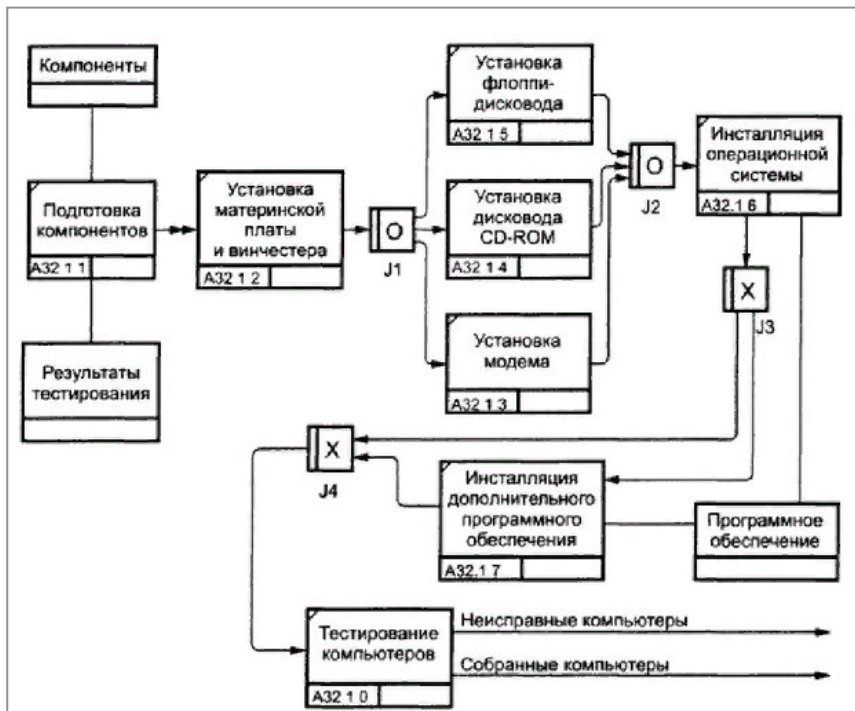 Компоненты
Подготовка
компонентов
А32 1 1
Результаты
тестирования
Установка
материнской
платы
и винчестера
А32 1 2
O
J1
Установка
флоппи-
дисковода
А32 1 5
Установка
дисковода
CD-ROM
А32 1 4
Установка
модема
А32 1 3
O
J2
Инсталляция
операционной
системы
А32.1 6
X
J3
X
J4
Инсталляция
дополнительного
программного
обеспечения
А32.1 7
Программное
обеспечение
Тестирование
компьютеров
А32 1 0
Неисправные компьютеры
Собранные компьютеры